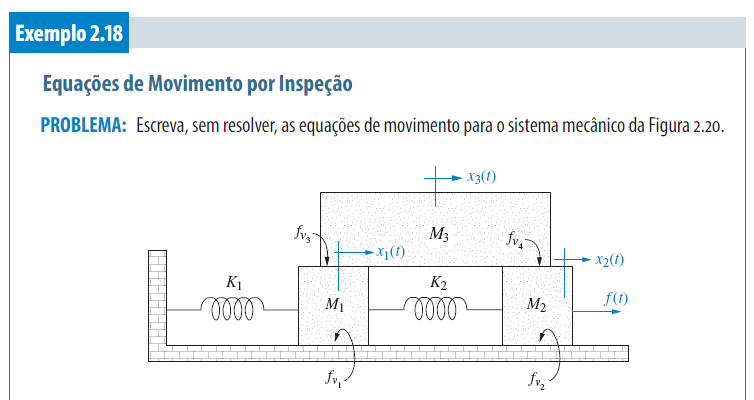 Exemplo 2.18
Equações de Movimento por Inspeção
PROBLEMA: Escreva, sem resolver, as equações de movimento para o sistema mecânico da Figura 2.20.
x₃(t)
fᵥ₃
M₃
fᵥ₄
x₁(t)
x₂(t)
K₁
K₂
f(t)
M₁
M₂
fᵥ₁
fᵥ₂